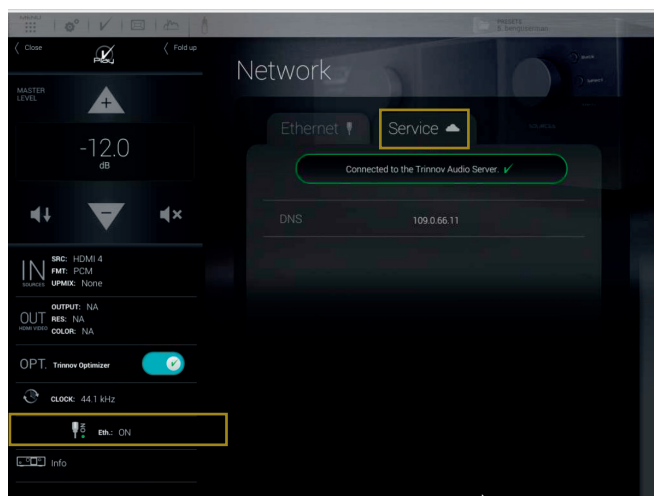 PRESETS
Close
Play
Fold up
Network
MASTER
LEVEL
+
-12.0
dB
-
Ethernet
Service
Connected to the Trinnov Audio Server.
DNS 109.0.66.11
IN
SOURCES
SRC: HDMI 4
FMT: PCM
UPMIX: None
OUT
HDMI VIDEO
OUTPUT: NA
RES: NA
COLOR: NA
OPT. Trinnov Optimizer
CLOCK: 44.1 kHz
ON
Eth.: ON
Info